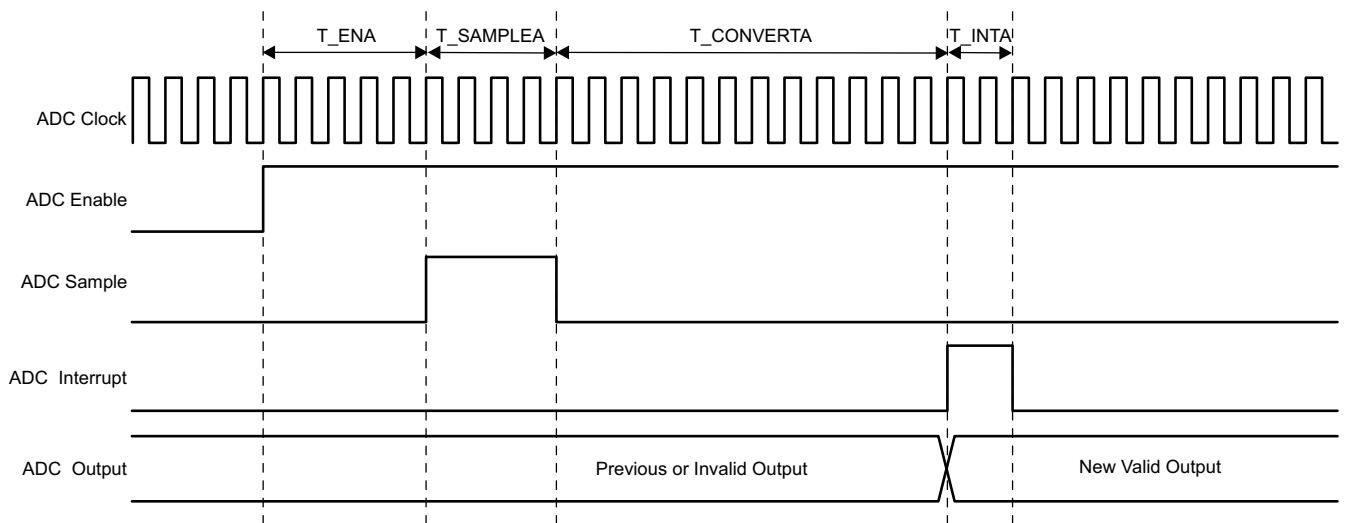 T_ENA T_SAMPLEA T_CONVERTA T_INTA
ADC Clock
ADC Enable
ADC Sample
ADC Interrupt
ADC Output Previous or Invalid Output New Valid Output